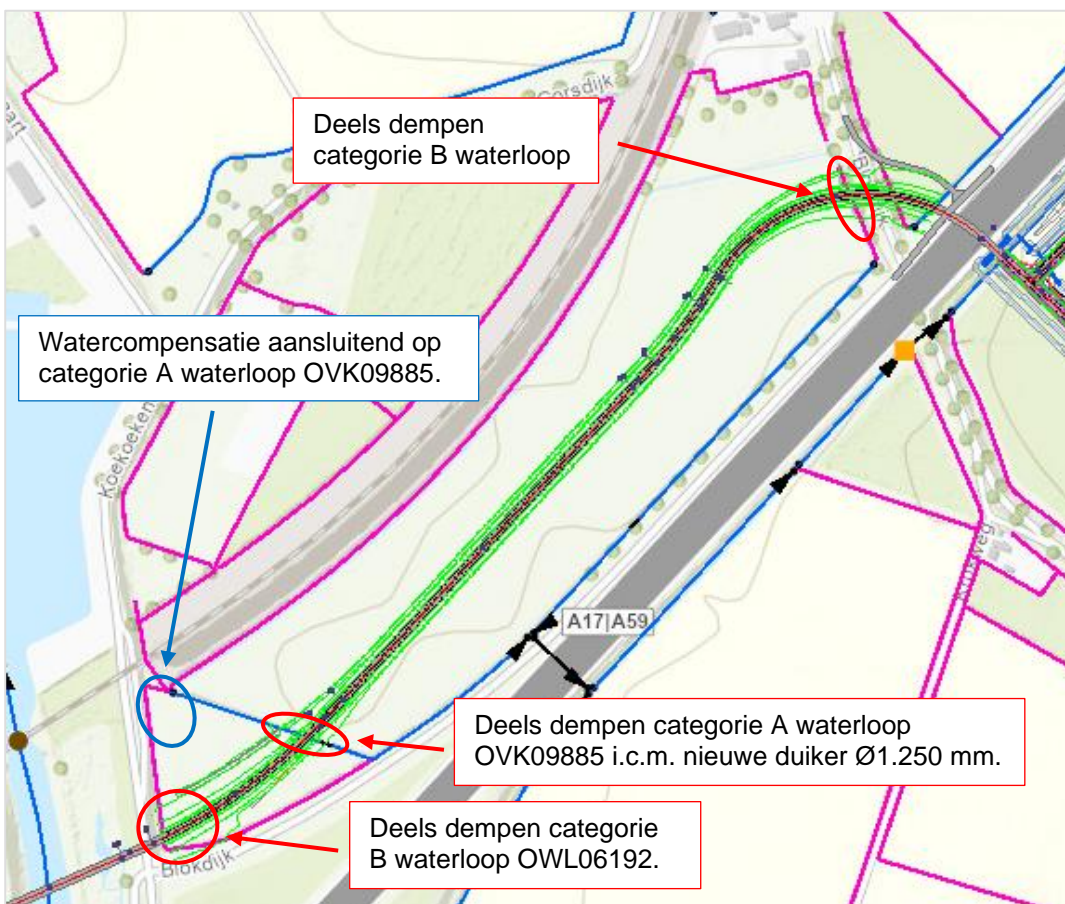 Gorsdijk
Deels dempen
categorie B waterloop
Watercompensatie aansluitend op
categorie A waterloop OVK09885.
Koekoeken
A17|A59
Deels dempen categorie A waterloop
OVK09885 i.c.m. nieuwe duiker Ø1.250 mm.
Deels dempen categorie
B waterloop OWL06192.
Blokdijk